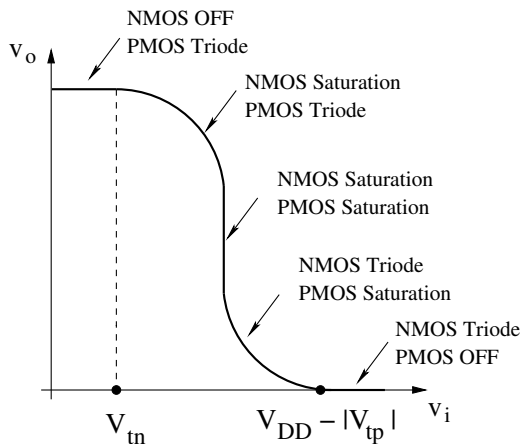 NMOS OFF
PMOS Triode
v_o
NMOS Saturation
PMOS Triode
NMOS Saturation
PMOS Saturation
NMOS Triode
PMOS Saturation
NMOS Triode
PMOS OFF
V_tn
V_DD − |V_tp|
v_i